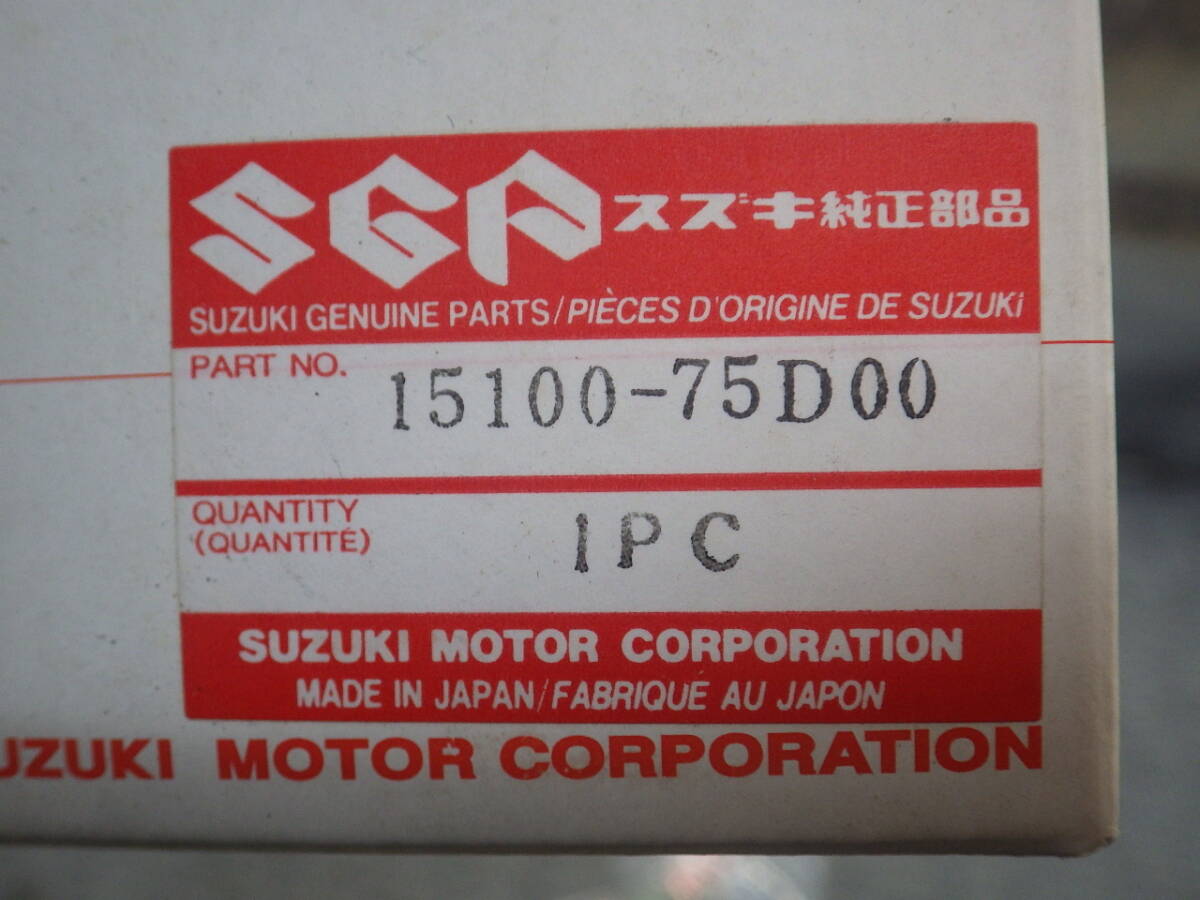 SGP スズキ純正部品
SUZUKI GENUINE PARTS/PIÈCES D'ORIGINE DE SUZUKi
PART NO. 15100-75D00
QUANTITY
(QUANTITÉ) 1PC
SUZUKI MOTOR CORPORATION
MADE IN JAPAN/FABRIQUÉ AU JAPON
UZUKI MOTOR CORPORATION